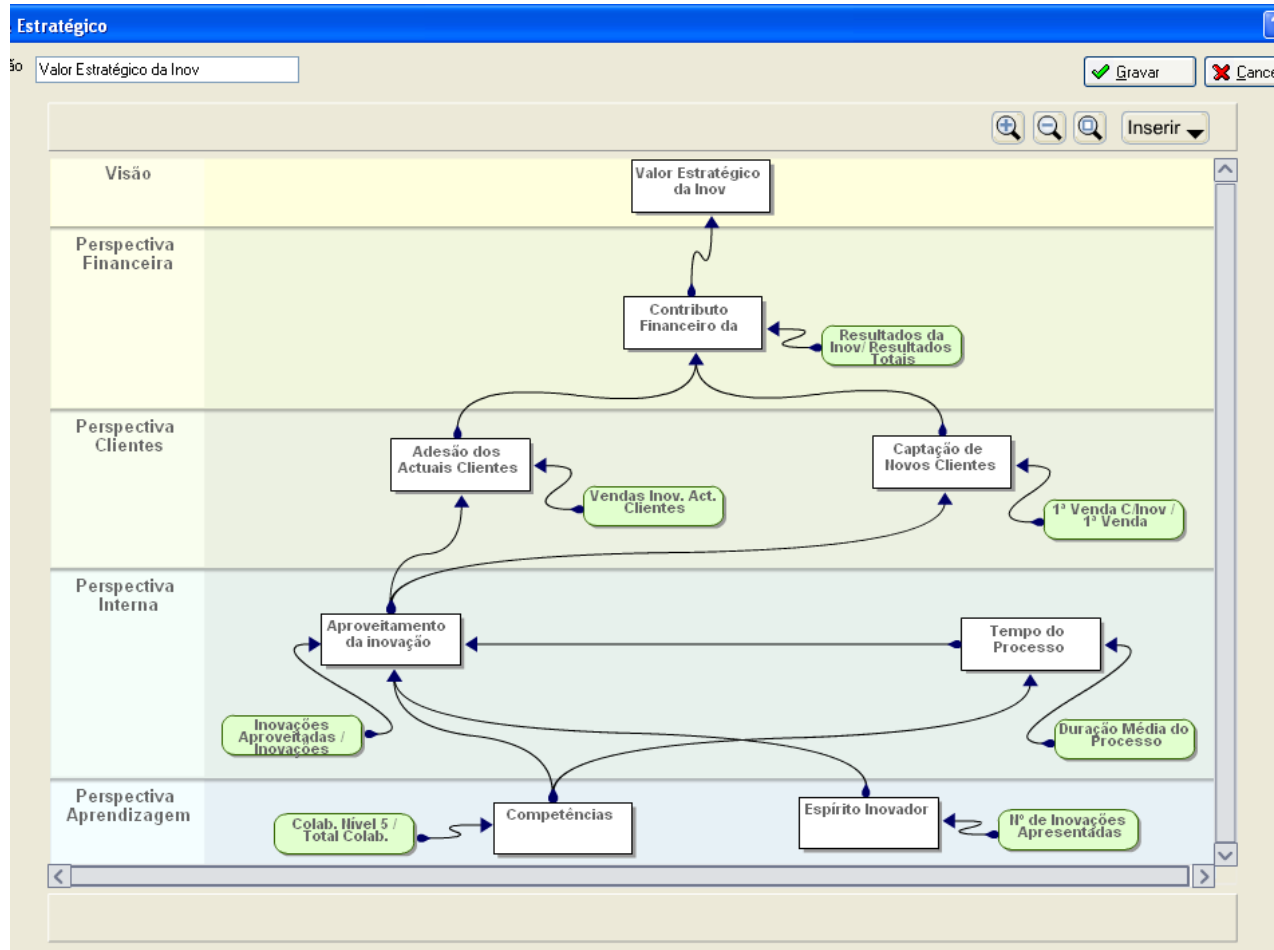 Estratégico
ão
Valor Estratégico da Inov
Gravar
Cance
Inserir
Visão
Valor Estratégico
da Inov
Perspectiva
Financeira
Contributo
Financeiro da
Resultados da
Inov/ Resultados
Totais
Perspectiva
Clientes
Adesão dos
Actuais Clientes
Vendas Inov. Act.
Clientes
Captação de
Novos Clientes
1ª Venda C/Inov /
1ª Venda
Perspectiva
Interna
Aproveitamento
da inovação
Tempo do
Processo
Inovações
Aproveitadas /
Inovações
Duração Média do
Processo
Perspectiva
Aprendizagem
Colab. Nível 5 /
Total Colab.
Competências
Espírito Inovador
Nº de Inovações
Apresentadas